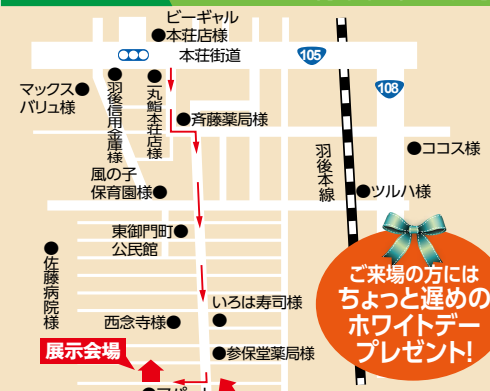 ビーギャル
本荘店様
本荘街道
105
108
マックス
バリュ様
羽後信用金庫様
一丸鮨本荘店様
斉藤薬局様
羽後本線
ココス様
風の子
保育園様
ツルハ様
東御門町
公民館
佐藤病院様
いろは寿司様
西念寺様
参保堂薬局様
展示会場
ご来場の方には
ちょっと遅めの
ホワイトデー
プレゼント!